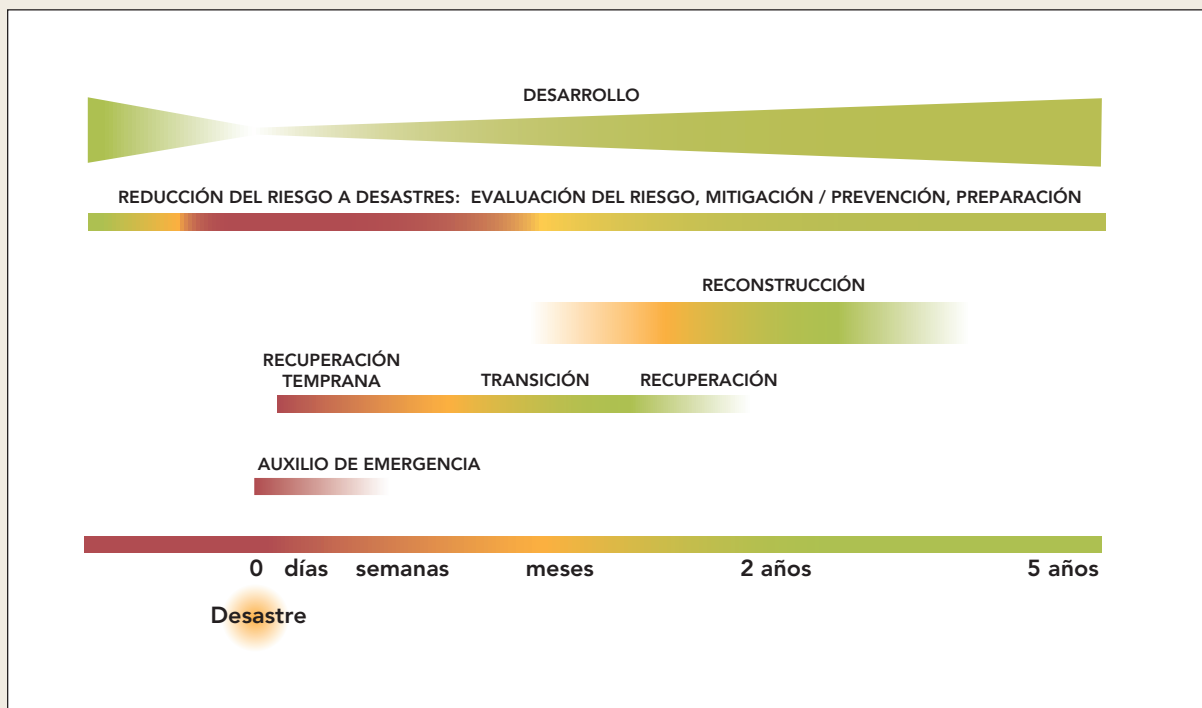 DESARROLLO
REDUCCIÓN DEL RIESGO A DESASTRES: EVALUACIÓN DEL RIESGO, MITIGACIÓN / PREVENCIÓN, PREPARACIÓN
RECONSTRUCCIÓN
RECUPERACIÓN
TEMPRANA
TRANSICIÓN
RECUPERACIÓN
AUXILIO DE EMERGENCIA
0 días semanas meses 2 años 5 años
Desastre